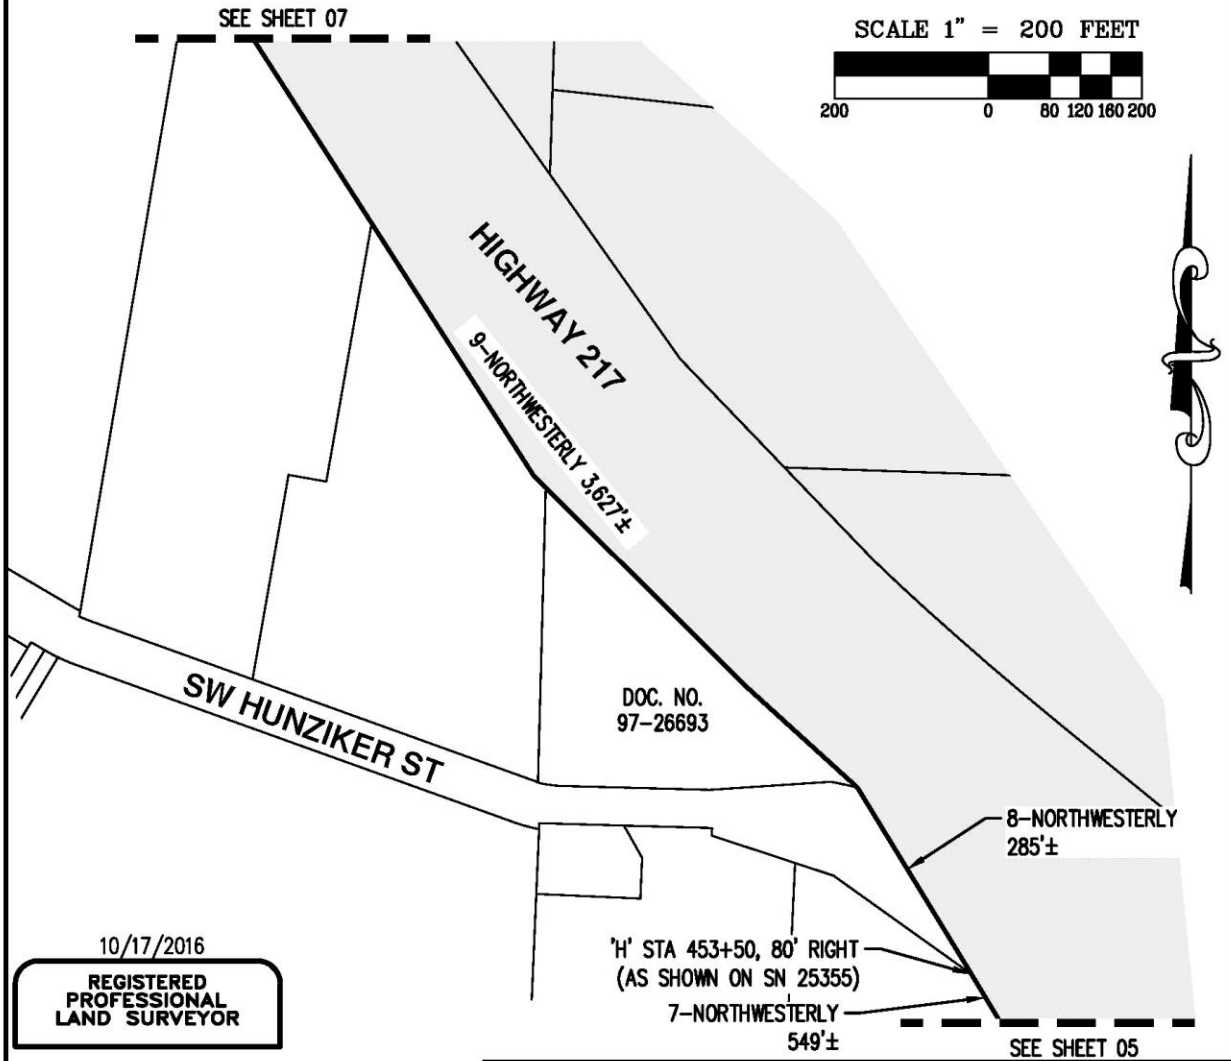 SEE SHEET 07
SCALE 1" = 200 FEET
200 0 80 120 160 200
HIGHWAY 217
9-NORTHWESTERLY 3,627'±
DOC. NO.
97-26693
SW HUNZIKER ST
8-NORTHWESTERLY
285'±
10/17/2016
REGISTERED
PROFESSIONAL
LAND SURVEYOR
'H' STA 453+50, 80' RIGHT
(AS SHOWN ON SN 25355)
7-NORTHWESTERLY
549'±
SEE SHEET 05